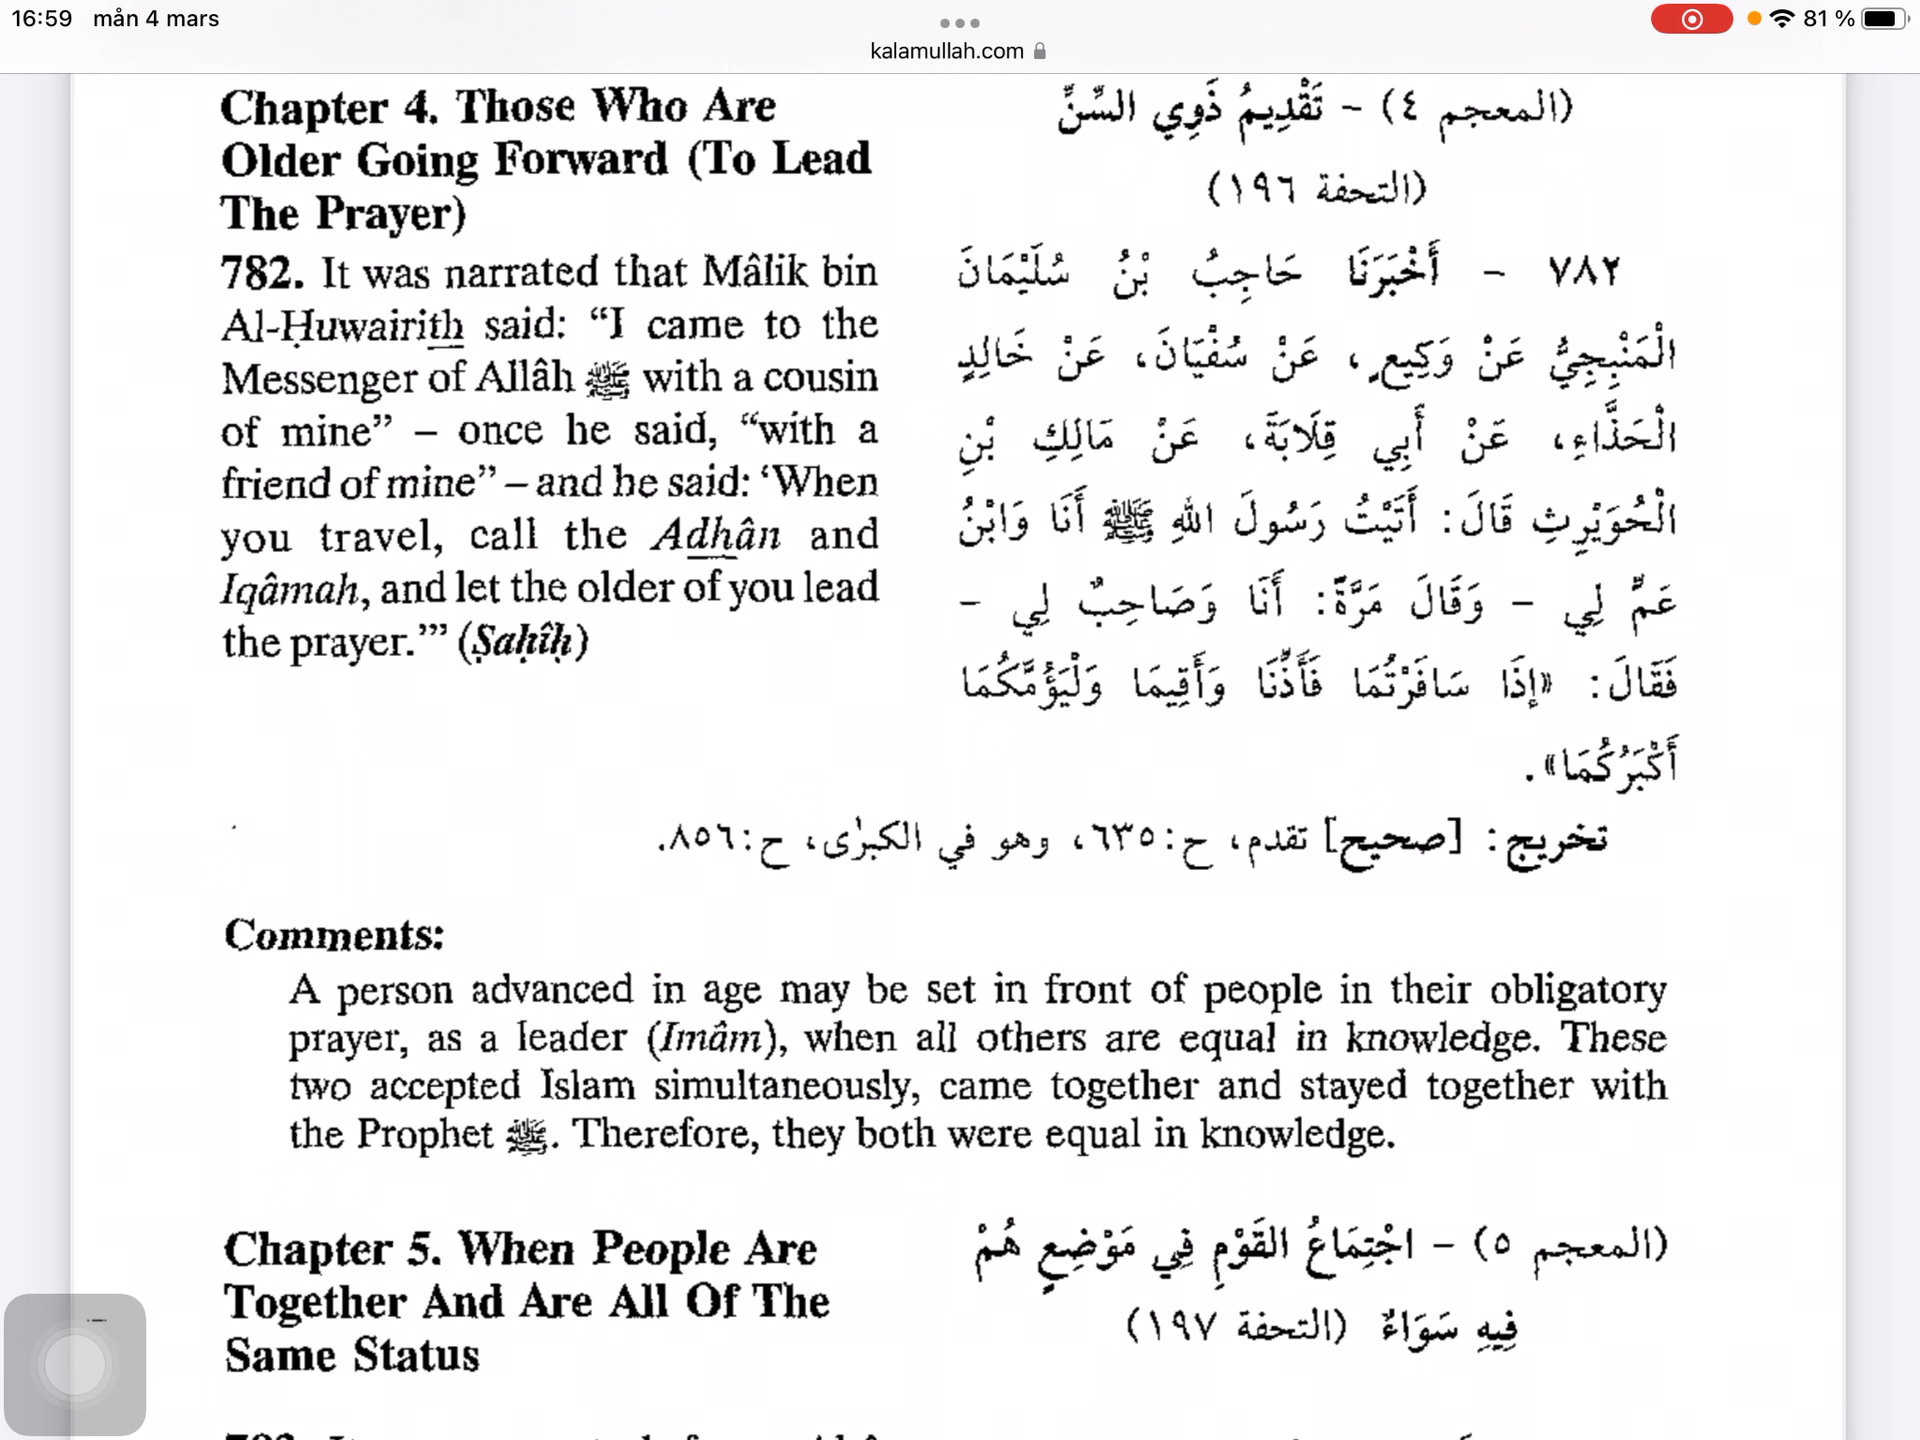 16:59 mån 4 mars
81 %
kalamullah.com
Chapter 4. Those Who Are
Older Going Forward (To Lead
The Prayer)
(المعجم ٤) - تَقْدِيمُ ذَوِي السِّنِّ
(التحفة ١٩٦)
782. It was narrated that Mâlik bin
Al-Ḥuwairith said: “I came to the
Messenger of Allâh ﷺ with a cousin
of mine” – once he said, “with a
friend of mine” – and he said: ‘When
you travel, call the Adhân and
Iqâmah, and let the older of you lead
the prayer.’” (Ṣaḥîḥ)
٧٨٢ - أَخْبَرَنَا حَاجِبُ بْنُ سُلَيْمَانَ
الْمَنْبِجِيُّ عَنْ وَكِيعٍ، عَنْ سُفْيَانَ، عَنْ خَالِدٍ
الْحَذَّاءِ، عَنْ أَبِي قِلَابَةَ، عَنْ مَالِكِ بْنِ
الْحُوَيْرِثِ قَالَ: أَتَيْتُ رَسُولَ اللهِ ﷺ أَنَا وَابْنُ
عَمٍّ لِي - وَقَالَ مَرَّةً: أَنَا وَصَاحِبٌ لِي -
فَقَالَ: «إِذَا سَافَرْتُمَا فَأَذِّنَا وَأَقِيمَا وَلْيَؤُمَّكُمَا
أَكْبَرُكُمَا».
تخريج: [صحيح] تقدم، ح:٦٣٥، وهو في الكبرٰى، ح:٨٥٦.
Comments:
A person advanced in age may be set in front of people in their obligatory
prayer, as a leader (Imâm), when all others are equal in knowledge. These
two accepted Islam simultaneously, came together and stayed together with
the Prophet ﷺ. Therefore, they both were equal in knowledge.
Chapter 5. When People Are
Together And Are All Of The
Same Status
(المعجم ٥) - اجْتِمَاعُ القَوْمِ فِي مَوْضِعٍ هُمْ
فِيهِ سَوَاءٌ (التحفة ١٩٧)